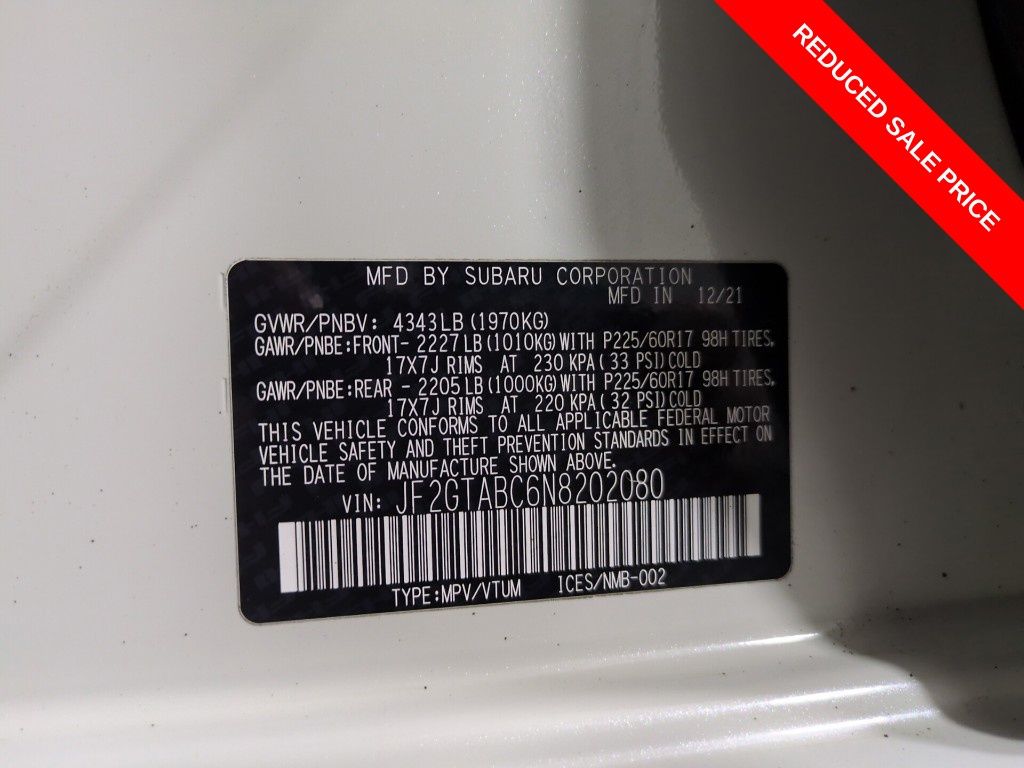 REDUCED SALE PRICE
MFD BY SUBARU CORPORATION
MFD IN 12/21
GVWR/PNBV: 4343LB(1970KG)
GAWR/PNBE:FRONT- 2227LB(1010KG)WITH P225/60R17 98H TIRES,
17X7J RIMS AT 230 KPA( 33 PSI)COLD
GAWR/PNBE:REAR - 2205LB(1000KG)WITH P225/60R17 98H TIRES,
17X7J RIMS AT 220 KPA( 32 PSI)COLD
THIS VEHICLE CONFORMS TO ALL APPLICABLE FEDERAL MOTOR
VEHICLE SAFETY AND THEFT PREVENTION STANDARDS IN EFFECT ON
THE DATE OF MANUFACTURE SHOWN ABOVE.
VIN: JF2GTABC6N8202080
TYPE:MPV/VTUM ICES/NMB-002